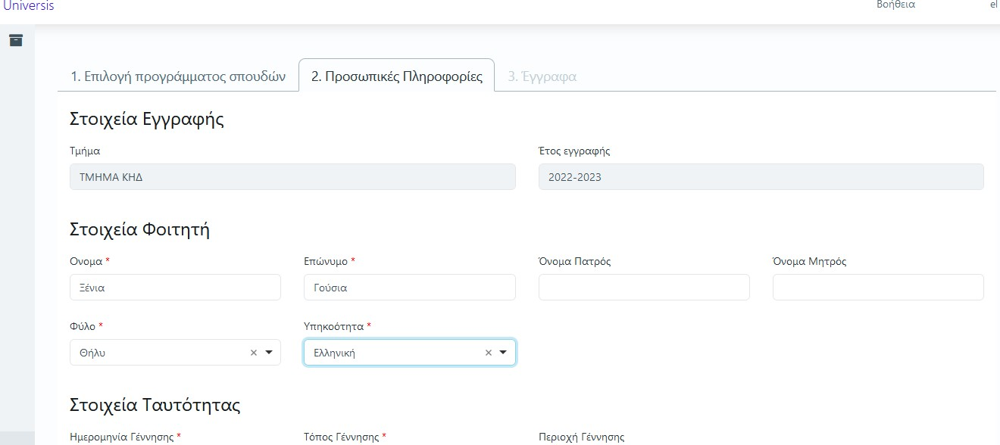 Universis
Βοήθεια
el
1. Επιλογή προγράμματος σπουδών
2. Προσωπικές Πληροφορίες
3. Έγγραφα
Στοιχεία Εγγραφής
Τμήμα
Έτος εγγραφής
ΤΜΗΜΑ ΚΗΔ
2022-2023
Στοιχεία Φοιτητή
Ονομα *
Επώνυμο *
Όνομα Πατρός
Όνομα Μητρός
Ξένια
Γούσια
Φύλο *
Υπηκοότητα *
Θήλυ
Ελληνική
Στοιχεία Ταυτότητας
Ημερομηνία Γέννησης *
Τόπος Γέννησης *
Περιοχή Γέννησης